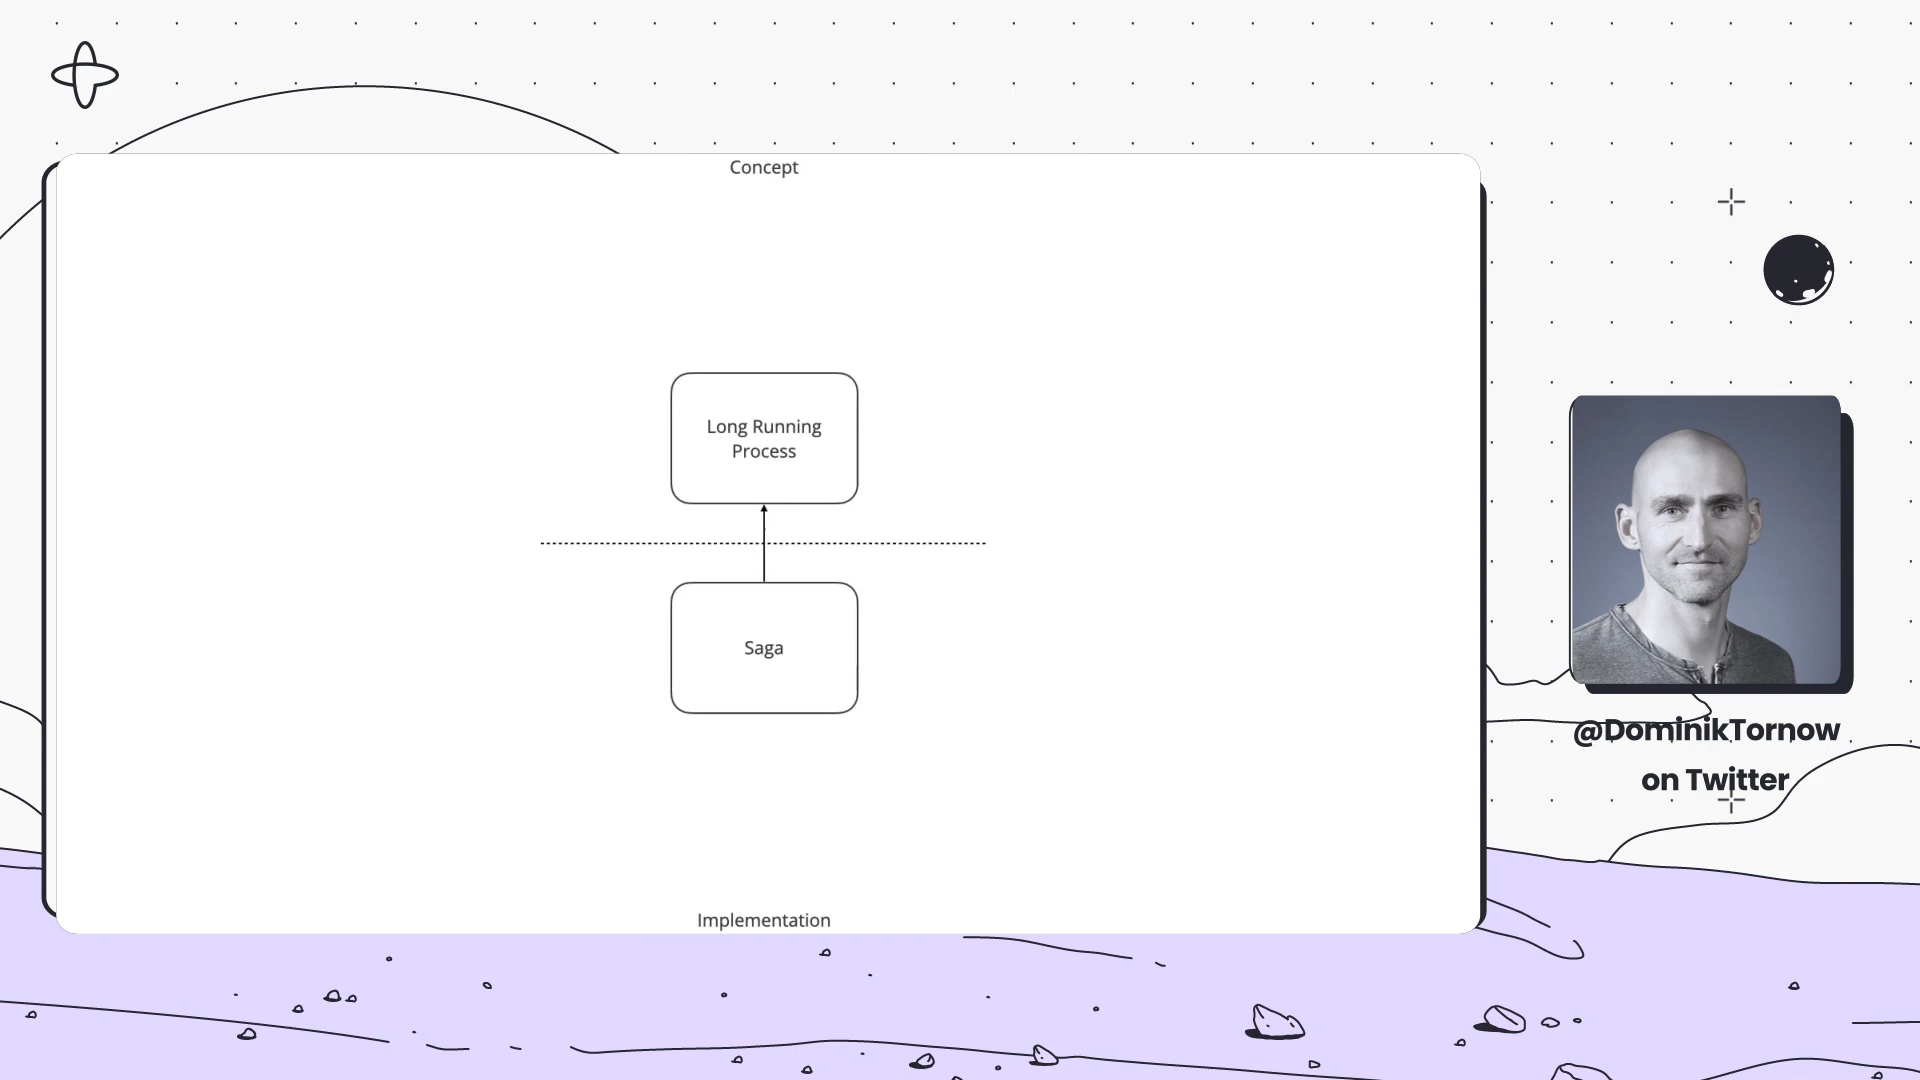 Concept
Long Running
Process
Saga
Implementation
@DominikTornow
on Twitter